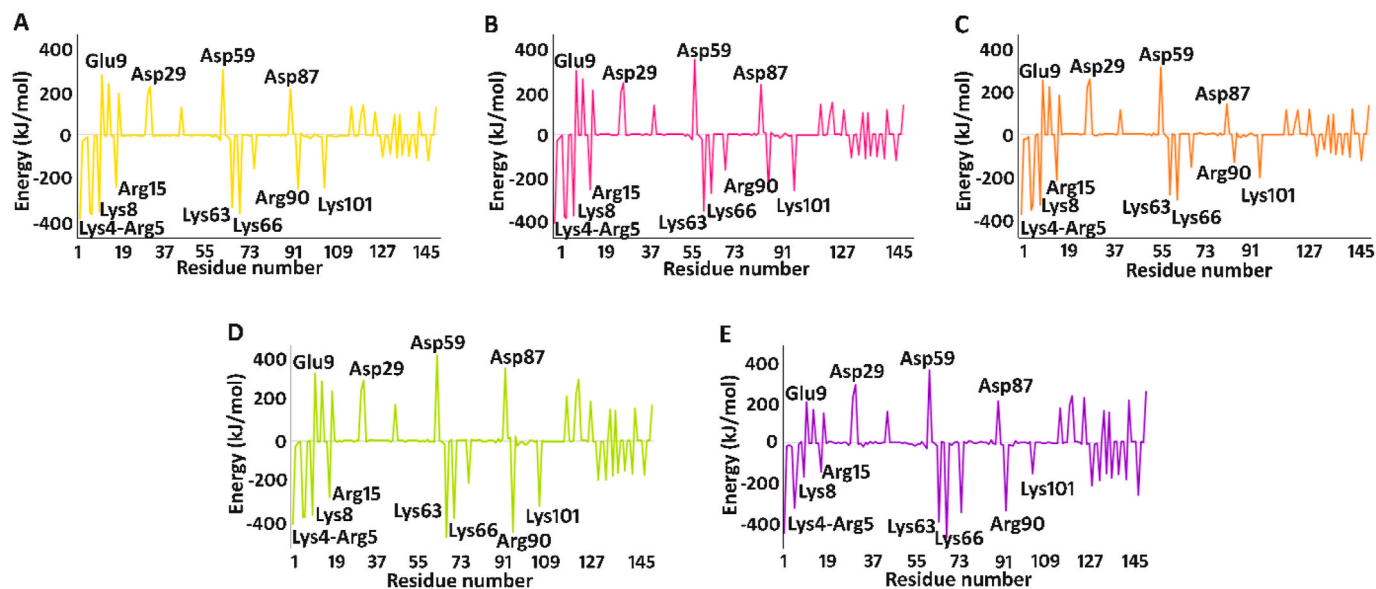 A
Energy (kJ/mol)
400
200
0
-200
-400
Glu9
Asp29
Asp59
Asp87
Arg15
Lys8
Lys4-Arg5
Lys63
Lys66
Arg90
Lys101
1 19 37 55 73 91 109 127 145
Residue number
B
Energy (kJ/mol)
400
200
0
-200
-400
Glu9
Asp29
Asp59
Asp87
Arg15
Lys8
Lys4-Arg5
Lys63
Lys66
Arg90
Lys101
1 19 37 55 73 91 109 127 145
Residue number
C
Energy (kJ/mol)
400
200
0
-200
-400
Glu9
Asp29
Asp59
Asp87
Arg15
Lys8
Lys4-Arg5
Lys63
Lys66
Arg90
Lys101
1 19 37 55 73 91 127 145
Residue number
D
Energy (kJ/mol)
400
200
0
-200
-400
Glu9
Asp29
Asp59
Asp87
Arg15
Lys8
Lys4-Arg5
Lys63
Lys66
Arg90
Lys101
1 19 37 55 73 91 109 127 145
Residue number
E
Energy (kJ/mol)
400
200
0
-200
-400
Glu9
Asp29
Asp59
Asp87
Arg15
Lys8
Lys4-Arg5
Lys63
Lys66
Arg90
Lys101
1 19 37 55 73 91 109 127 145
Residue number